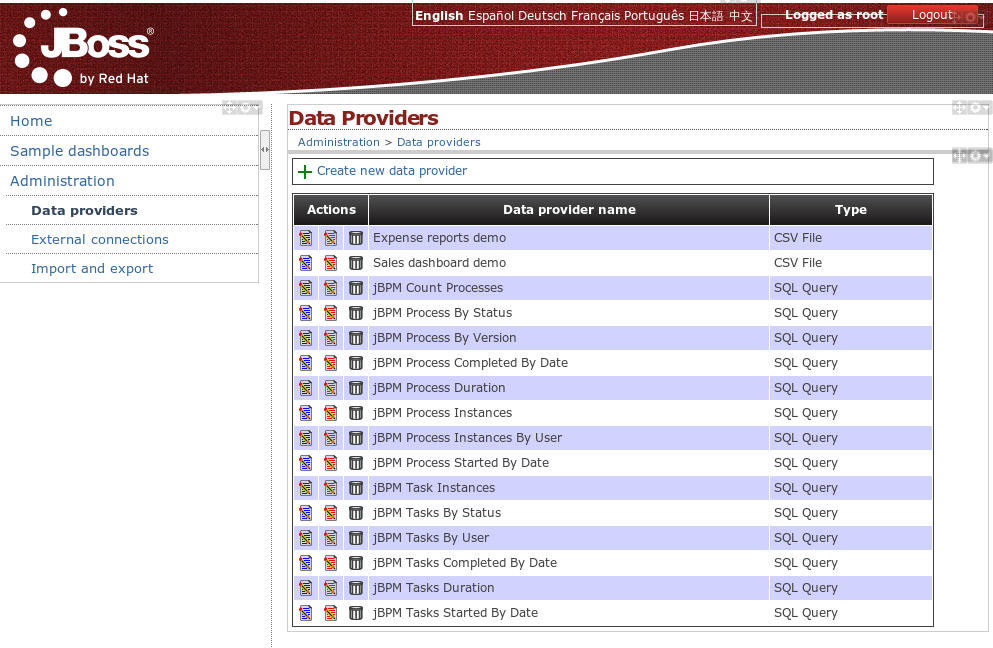 English Español Deutsch Français Português 日本語 中文
Logged as root Logout
JBoss®
by Red Hat
Home
Sample dashboards
Administration
Data providers
External connections
Import and export
Data Providers
Administration > Data providers
Create new data provider
Actions Data provider name Type
Expense reports demo CSV File
Sales dashboard demo CSV File
jBPM Count Processes SQL Query
jBPM Process By Status SQL Query
jBPM Process By Version SQL Query
jBPM Process Completed By Date SQL Query
jBPM Process Duration SQL Query
jBPM Process Instances SQL Query
jBPM Process Instances By User SQL Query
jBPM Process Started By Date SQL Query
jBPM Task Instances SQL Query
jBPM Tasks By Status SQL Query
jBPM Tasks By User SQL Query
jBPM Tasks Completed By Date SQL Query
jBPM Tasks Duration SQL Query
jBPM Tasks Started By Date SQL Query